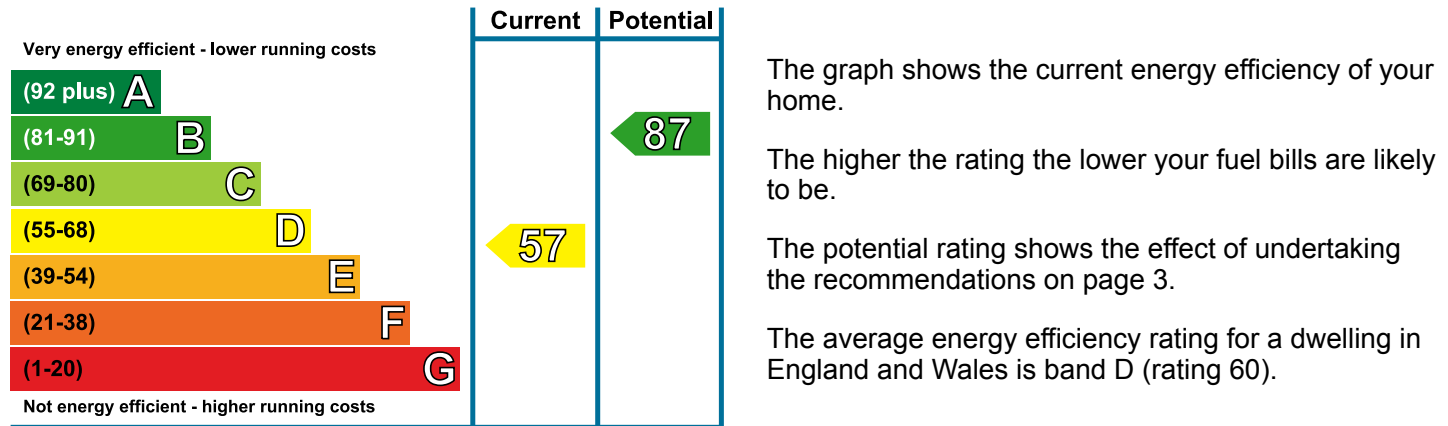 Current Potential
Very energy efficient - lower running costs
(92 plus) A
(81-91) B
87
(69-80) C
(55-68) D
57
(39-54) E
(21-38) F
(1-20) G
Not energy efficient - higher running costs
The graph shows the current energy efficiency of your
home.
The higher the rating the lower your fuel bills are likely
to be.
The potential rating shows the effect of undertaking
the recommendations on page 3.
The average energy efficiency rating for a dwelling in
England and Wales is band D (rating 60).